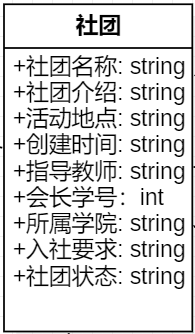 社团
+社团名称: string
+社团介绍: string
+活动地点: string
+创建时间: string
+指导教师: string
+会长学号： int
+所属学院: string
+入社要求: string
+社团状态: string